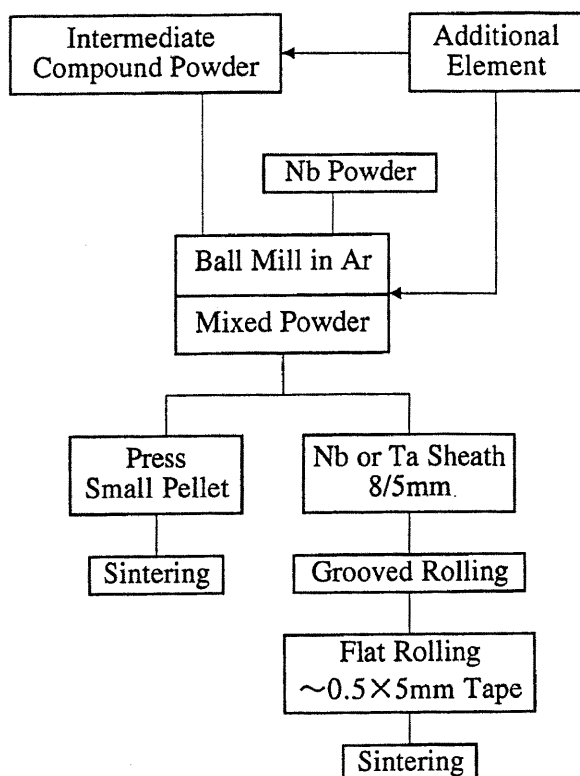 Intermediate
Compound Powder
Additional
Element
Nb Powder
Ball Mill in Ar
Mixed Powder
Press
Small Pellet
Sintering
Nb or Ta Sheath
8/5mm.
Grooved Rolling
Flat Rolling
～0.5×5mm Tape
Sintering